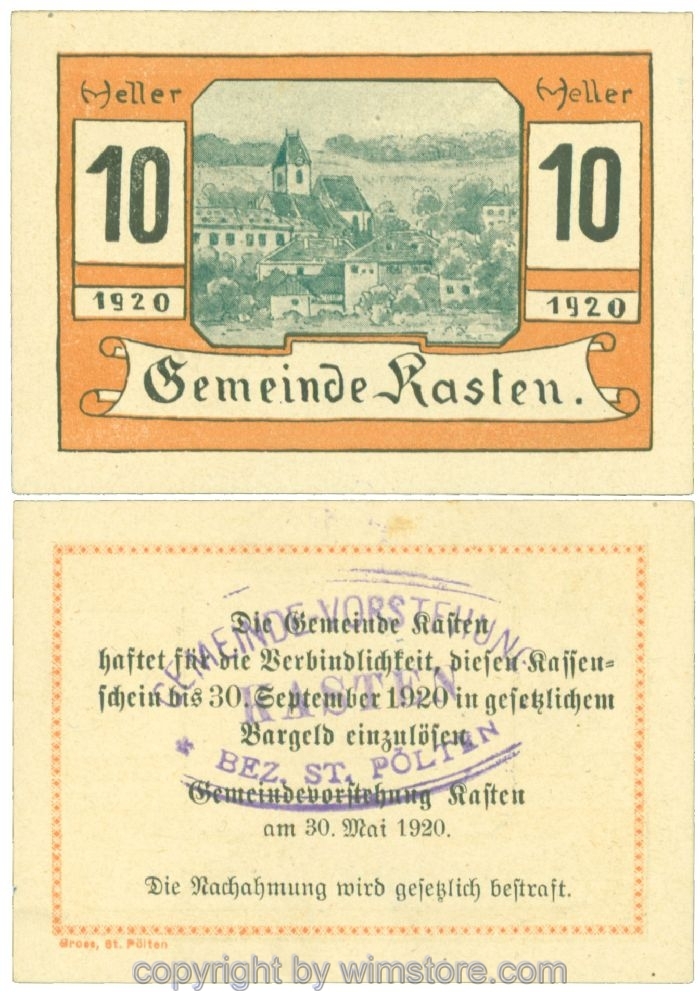 Heller Heller
10 10
1920 1920
Gemeinde Kasten.
Die Gemeinde Kasten
haftet für die Verbindlichkeit, diesen Kassen=
schein bis 30. September 1920 in gesetzlichem
Bargeld einzulösen.
Gemeindevorstehung Kasten
am 30. Mai 1920.
Die Nachahmung wird gesetzlich bestraft.
GEMEINDE-VORSTEHUNG
KASTEN
* BEZ. ST. PÖLTEN
Gross, St. Pölten
copyright by wimstore.com